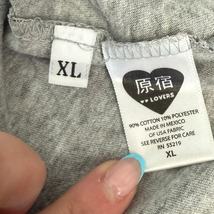 XL
原宿
LOVERS
90% COTTON 10% POLYESTER
MADE IN MEXICO
OF USA FABRIC
SEE REVERSE FOR CARE
RN 55219
XL